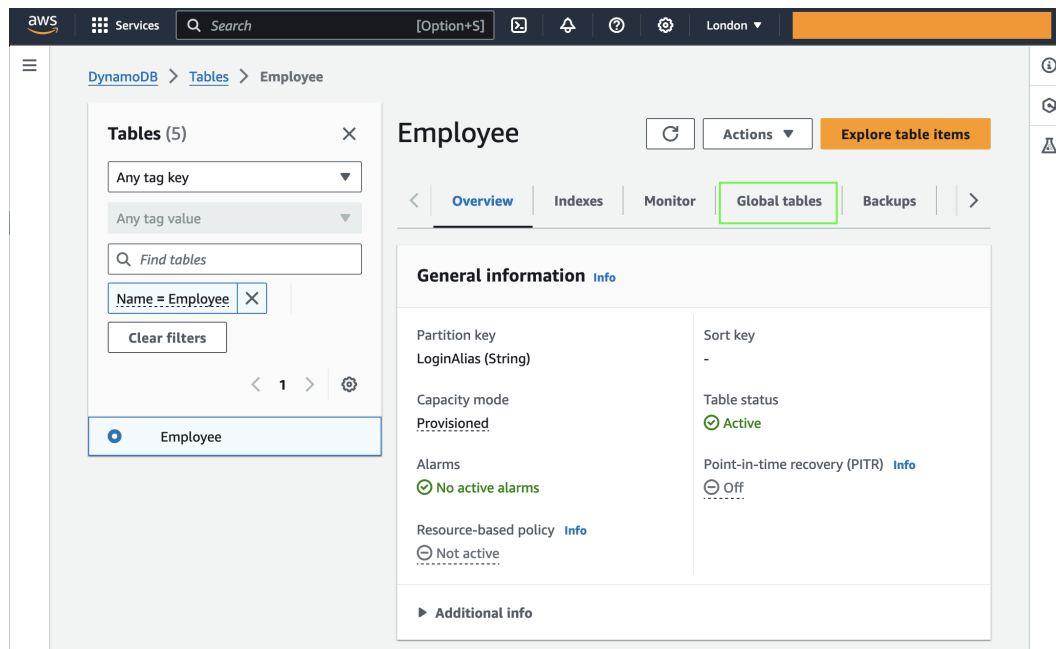 aws Services Search [Option+S] London
DynamoDB Tables Employee
Tables (5)
Any tag key
Any tag value
Find tables
Name = Employee
Clear filters
1
Employee
Employee
Actions
Explore table items
Overview Indexes Monitor Global tables Backups
General information Info
Partition key
LoginAlias (String)
Sort key
-
Capacity mode
Provisioned
Table status
Active
Alarms
No active alarms
Point-in-time recovery (PITR) Info
Off
Resource-based policy Info
Not active
Additional info